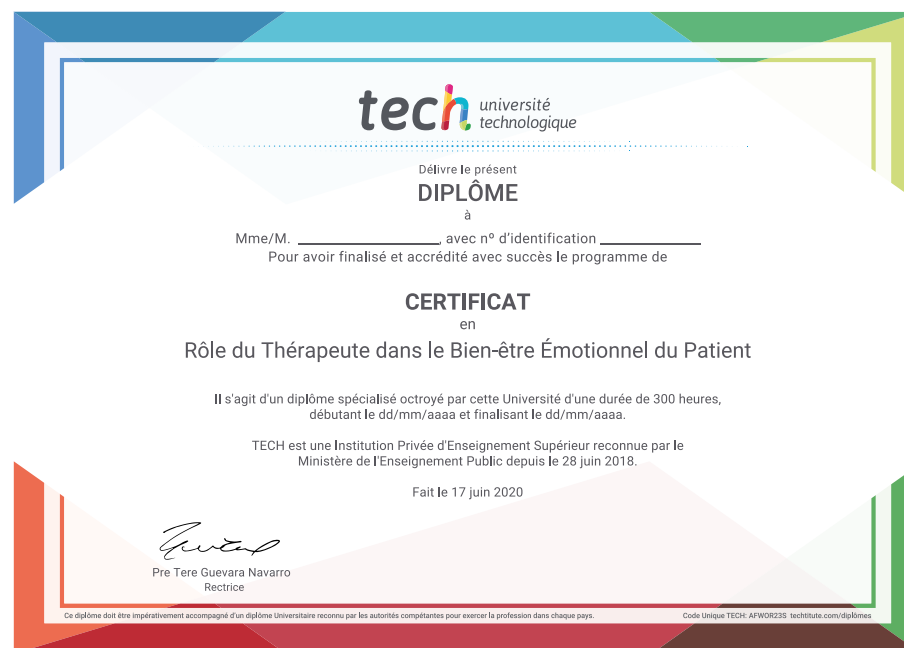 tech université
technologique
Délivre le présent
DIPLÔME
à
Mme/M. ____________________, avec nº d'identification ______________
Pour avoir finalisé et accrédité avec succès le programme de
CERTIFICAT
en
Rôle du Thérapeute dans le Bien-être Émotionnel du Patient
Il s'agit d'un diplôme spécialisé octroyé par cette Université d'une durée de 300 heures,
débutant le dd/mm/aaaa et finalisant le dd/mm/aaaa.
TECH est une Institution Privée d'Enseignement Supérieur reconnue par le
Ministère de l'Enseignement Public depuis le 28 juin 2018.
Fait le 17 juin 2020
Pre Tere Guevara Navarro
Rectrice
Ce diplôme doit être impérativement accompagné d'un diplôme Universitaire reconnu par les autorités compétantes pour exercer la profession dans chaque pays.
Code Unique TECH: AFWOR23S techtitute.com/diplômes